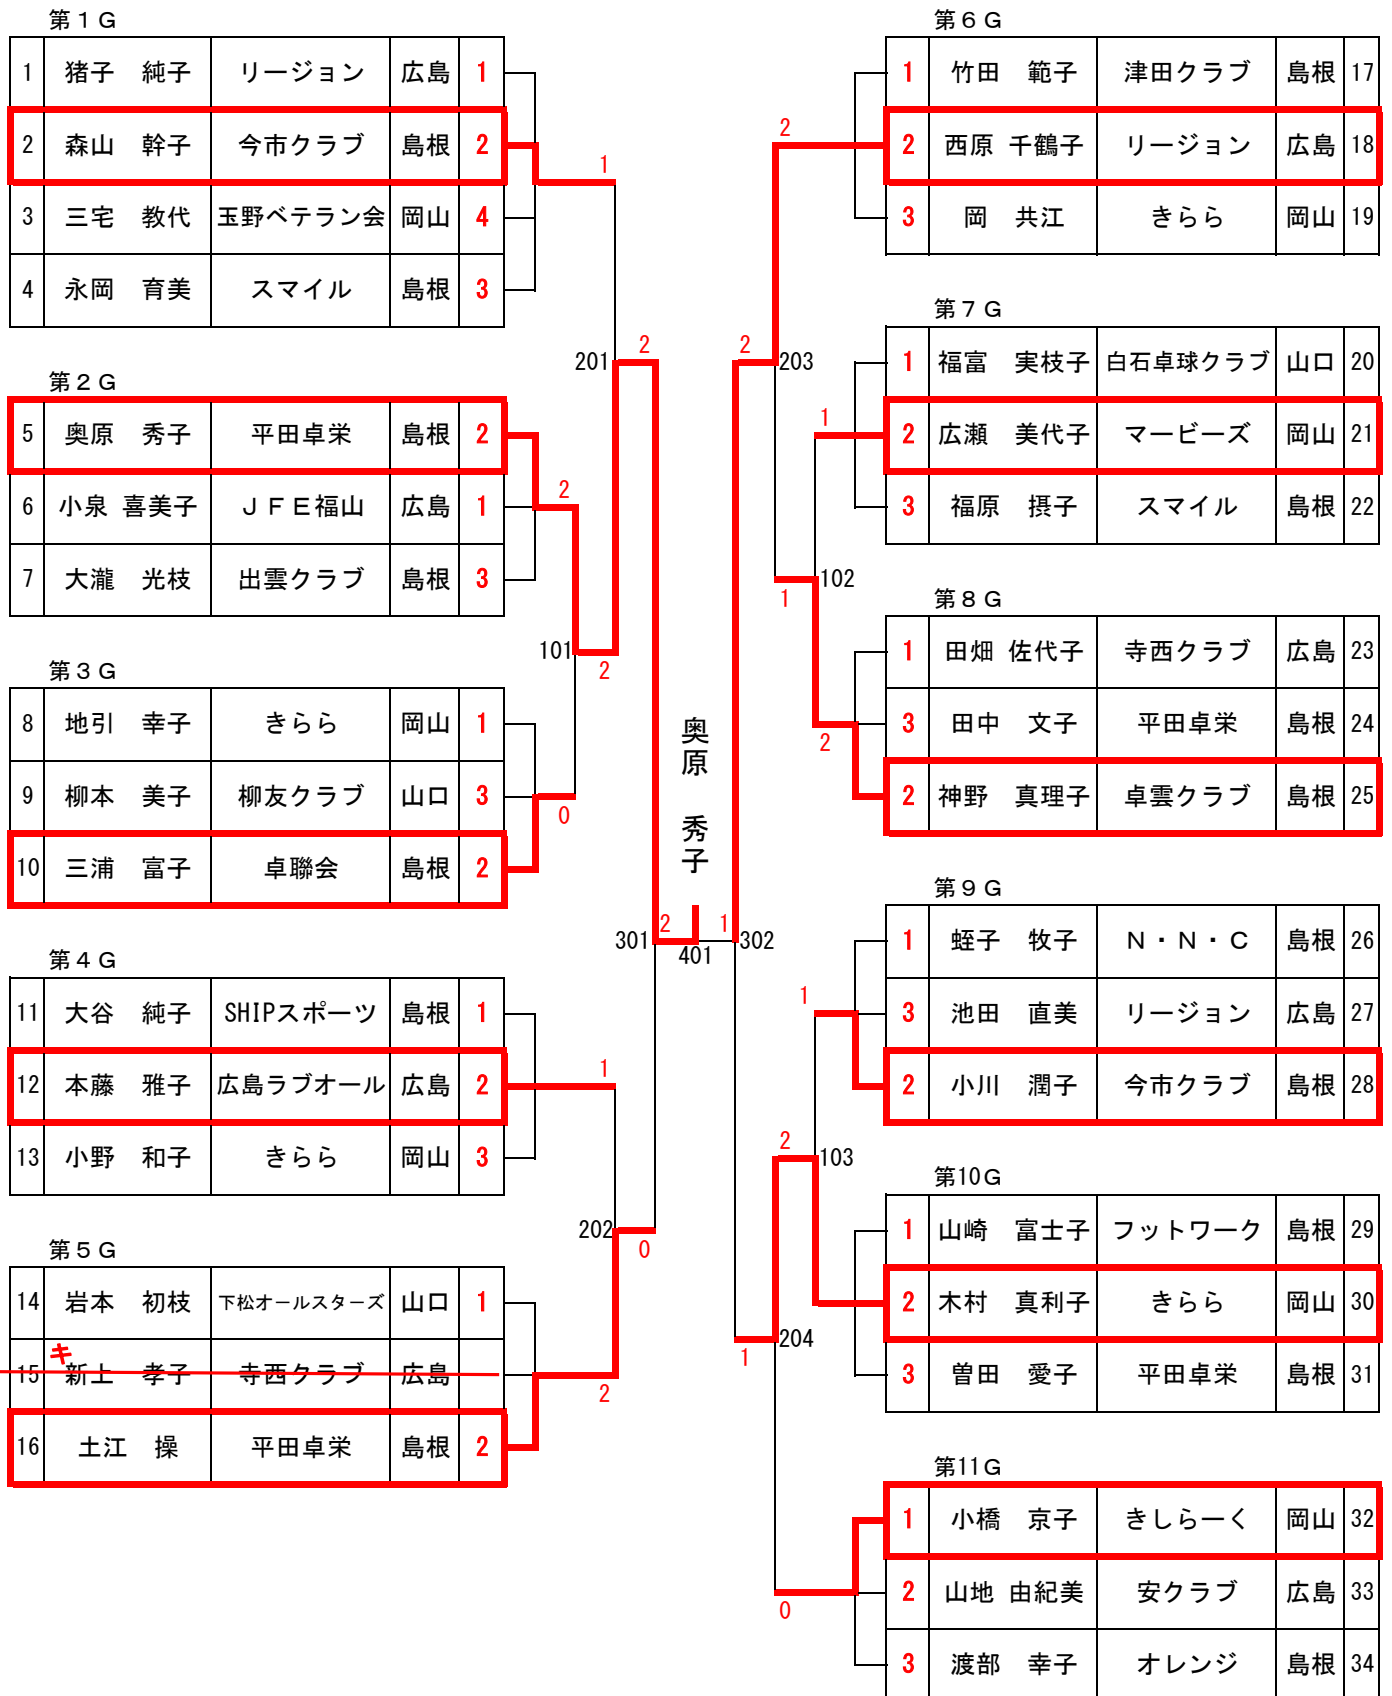 第１Ｇ
1 猪子　純子 リージョン 広島 1
2 森山　幹子 今市クラブ 島根 2
3 三宅　教代 玉野ベテラン会 岡山 4
4 永岡　育美 スマイル 島根 3
第２Ｇ
5 奥原　秀子 平田卓栄 島根 2
6 小泉 喜美子 ＪＦＥ福山 広島 1
7 大瀧　光枝 出雲クラブ 島根 3
第３Ｇ
8 地引　幸子 きらら 岡山 1
9 柳本　美子 柳友クラブ 山口 3
10 三浦　富子 卓聯会 島根 2
第４Ｇ
11 大谷　純子 SHIPスポーツ 島根 1
12 本藤　雅子 広島ラブオール 広島 2
13 小野　和子 きらら 岡山 3
第５Ｇ
14 岩本　初枝 下松オールスターズ 山口 1
キ
15 新上　孝子 寺西クラブ 広島
16 土江　操 平田卓栄 島根 2
1
201
2
2
101
2
0
301
2
1
202
0
2
奥原　秀子
401
2
2
203
1
102
1
2
1
302
1
2
103
204
1
0
第６Ｇ
1 竹田　範子 津田クラブ 島根 17
2 西原 千鶴子 リージョン 広島 18
3 岡　共江 きらら 岡山 19
第７Ｇ
1 福富　実枝子 白石卓球クラブ 山口 20
2 広瀬　美代子 マービーズ 岡山 21
3 福原　摂子 スマイル 島根 22
第８Ｇ
1 田畑 佐代子 寺西クラブ 広島 23
3 田中　文子 平田卓栄 島根 24
2 神野　真理子 卓雲クラブ 島根 25
第９Ｇ
1 蛭子　牧子 Ｎ・Ｎ・Ｃ 島根 26
3 池田　直美 リージョン 広島 27
2 小川　潤子 今市クラブ 島根 28
第10Ｇ
1 山崎　富士子 フットワーク 島根 29
2 木村　真利子 きらら 岡山 30
3 曽田　愛子 平田卓栄 島根 31
第11Ｇ
1 小橋　京子 きしらーく 岡山 32
2 山地 由紀美 安クラブ 広島 33
3 渡部　幸子 オレンジ 島根 34